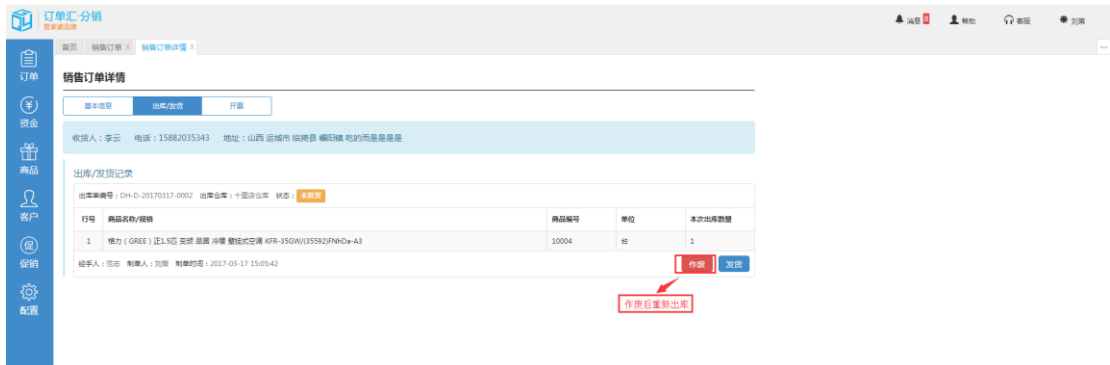 订单汇·分销
管家婆品牌
消息 帮助 客服 刘策
首页 销售订单 X 销售订单详情 X
订单
资金
商品
客户
促
促销
配置
销售订单详情
基本信息 出库/发货 开票
收货人：李云 电话：15882035343 地址：山西 运城市 临猗县 嵋阳镇 吃的而是是是是
出库/发货记录
出库单编号：DH-D-20170317-0002 出库仓库：十里店仓库 状态：未发货
行号 商品名称/规格 商品编号 单位 本次出库数量
1 格力（GREE）正1.5匹 变频 品圆 冷暖 壁挂式空调 KFR-35GW/(35592)FNhDa-A3 10004 台 1
经手人：范志 制单人：刘策 制单时间：2017-03-17 15:05:42 作废 发货
作废后重新出库